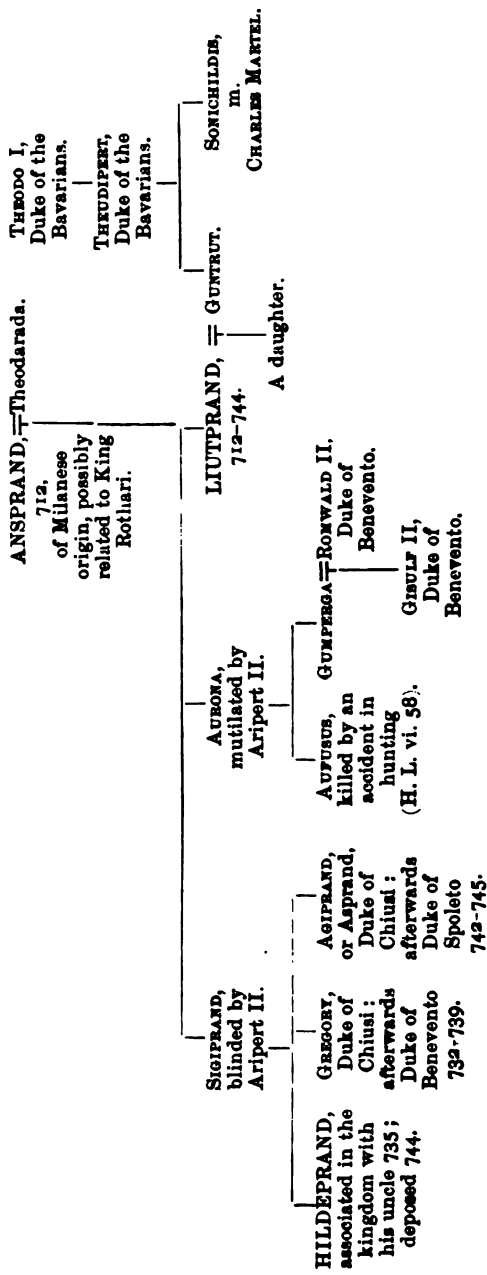 ANSPRAND,=Theodarada.
712,
of Milanese
origin, possibly
related to King
Rothari.
THEODO I,
Duke of the
Bavarians.
THEUDIPERT,
Duke of the
Bavarians.
SIGIPRAND,
blinded by
Aripert II.
AURONA,
mutilated by
Aripert II.
LIUTPRAND, = GUNTRUT.
712-744.
SONICHILDIS,
m.
CHARLES MARTEL.
A daughter.
HILDEPRAND,
associated in the
kingdom with
his uncle 735;
deposed 744.
GREGORY,
Duke of
Chiusi:
afterwards
Duke of
Benevento
732-739.
AGIPRAND,
or Asprand,
Duke of
Chiusi:
afterwards
Duke of
Spoleto
742-745.
AUFUSUS,
killed by an
accident in
hunting
(H. L. vi. 58).
GUMPERGA=ROMWALD II,
Duke of
Benevento.
GISULF II,
Duke of
Benevento.